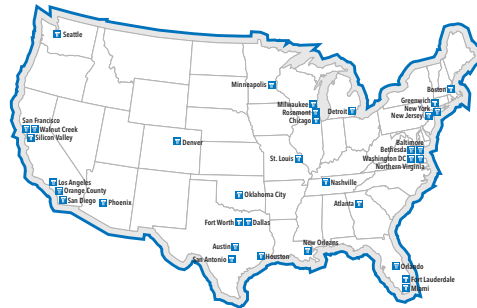 Seattle
Minneapolis
Boston
Greenwich
New York
New Jersey
Milwaukee
Rosemont
Chicago
Detroit
San Francisco
Walnut Creek
Silicon Valley
Denver
St. Louis
Baltimore
Bethesda
Washington DC
Northern Virginia
Los Angeles
Orange County
San Diego
Phoenix
Oklahoma City
Nashville
Atlanta
Fort Worth
Dallas
Austin
San Antonio
Houston
New Orleans
Orlando
Fort Lauderdale
Miami